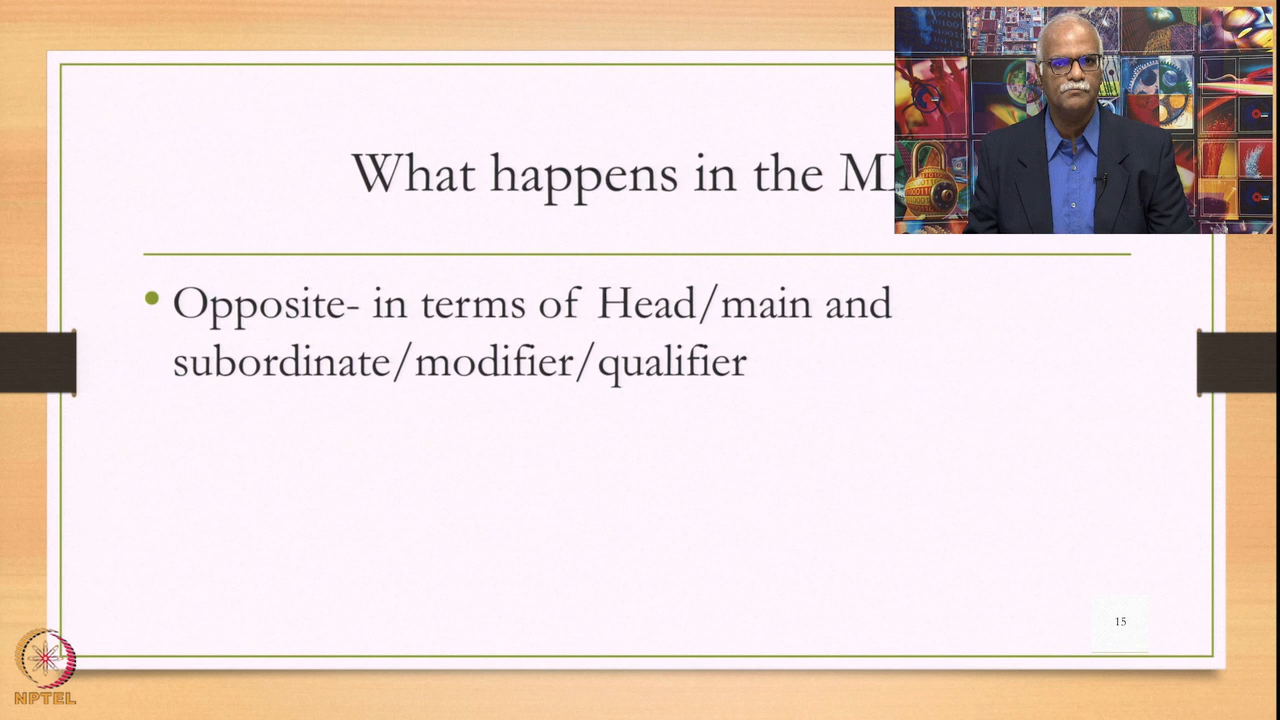 What happens in the
Opposite- in terms of Head/main and
subordinate/modifier/qualifier
15
NPTEL